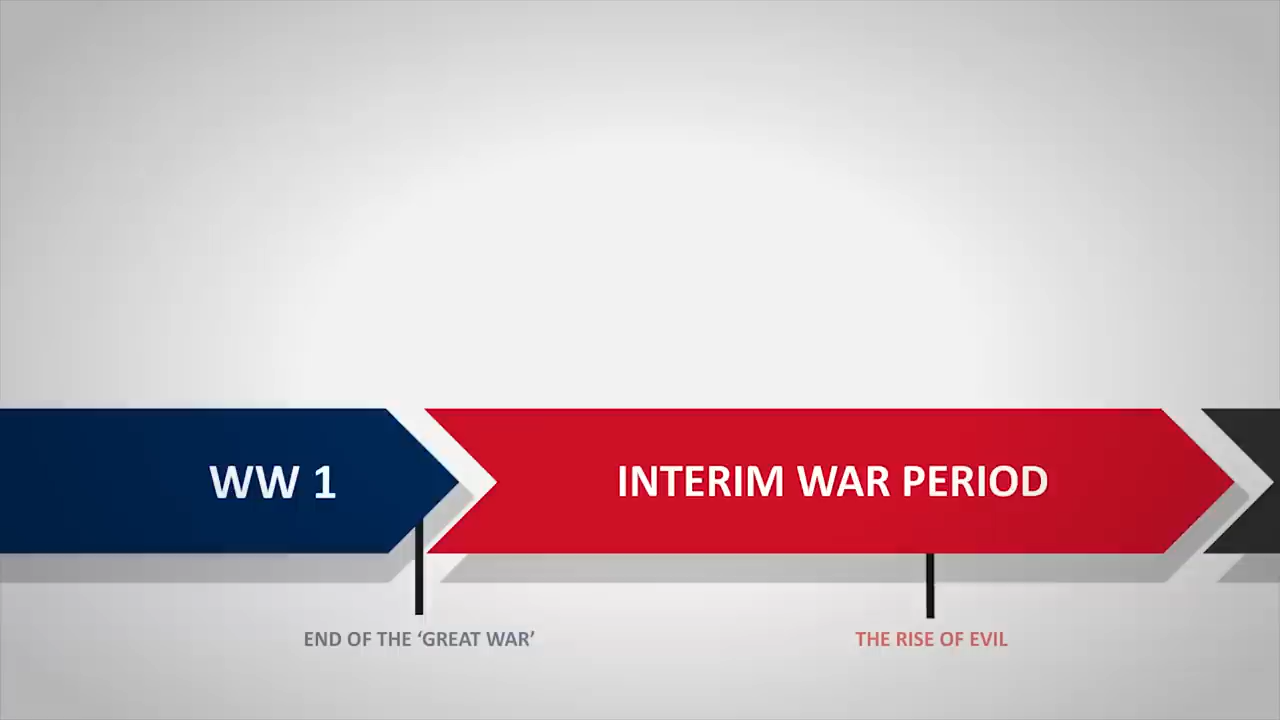 WW 1
INTERIM WAR PERIOD
END OF THE ‘GREAT WAR’
THE RISE OF EVIL